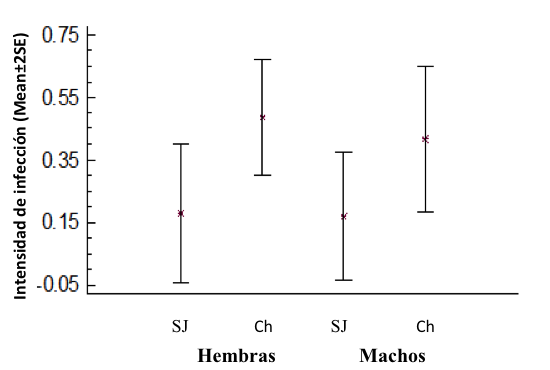 Intensidad de infección (Mean±2SE)
0.75
0.55
0.35
0.15
-0.05
SJ Ch SJ Ch
Hembras Machos